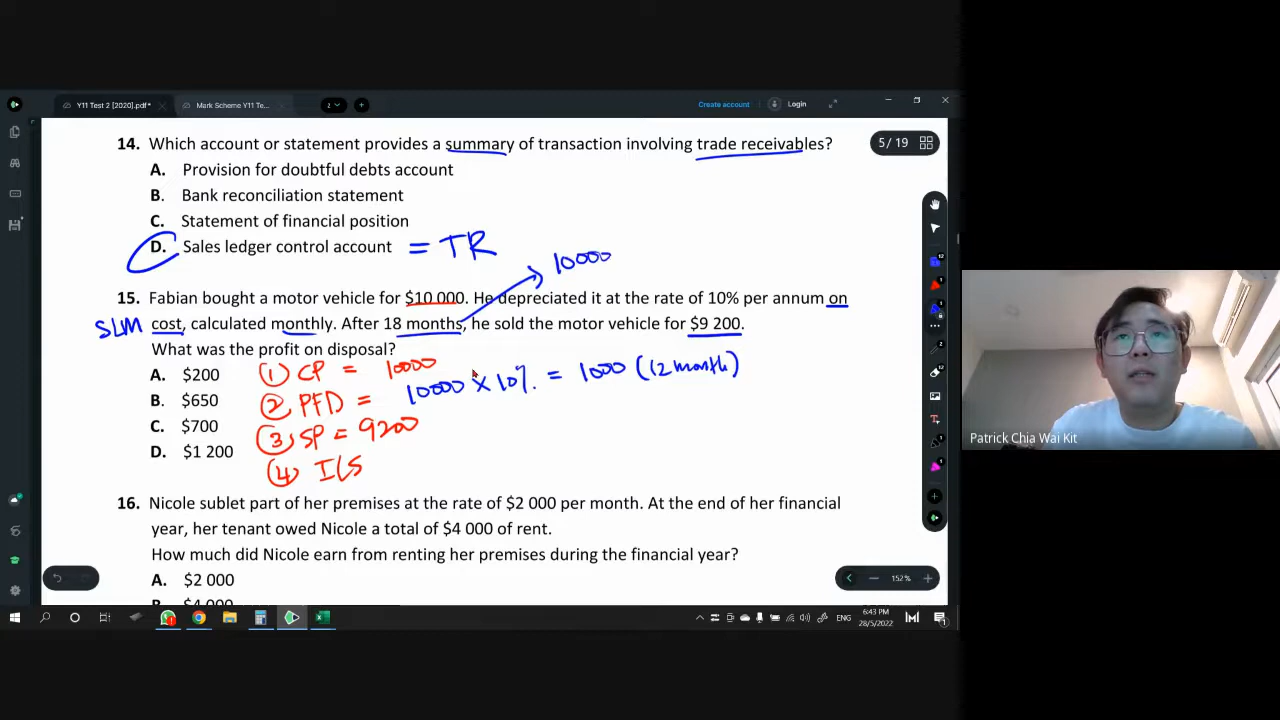 Y11 Test 2 [2020].pdf*
Mark Scheme Y11 Te...
2
Create account
Login
14. Which account or statement provides a summary of transaction involving trade receivables?
5 / 19
A. Provision for doubtful debts account
B. Bank reconciliation statement
C. Statement of financial position
D. Sales ledger control account = TR
10000
15. Fabian bought a motor vehicle for $10 000. He depreciated it at the rate of 10% per annum on
SLM cost, calculated monthly. After 18 months, he sold the motor vehicle for $9 200.
What was the profit on disposal?
A. $200 ① CP = 10000
10000 × 10% = 1000 (12 month)
B. $650 ② PFD =
C. $700 ③ SP = 9200
D. $1 200 ④ I(S
16. Nicole sublet part of her premises at the rate of $2 000 per month. At the end of her financial
year, her tenant owed Nicole a total of $4 000 of rent.
How much did Nicole earn from renting her premises during the financial year?
A. $2 000
B. $4 000
152%
Patrick Chia Wai Kit
ENG
6:43 PM
28/5/2022